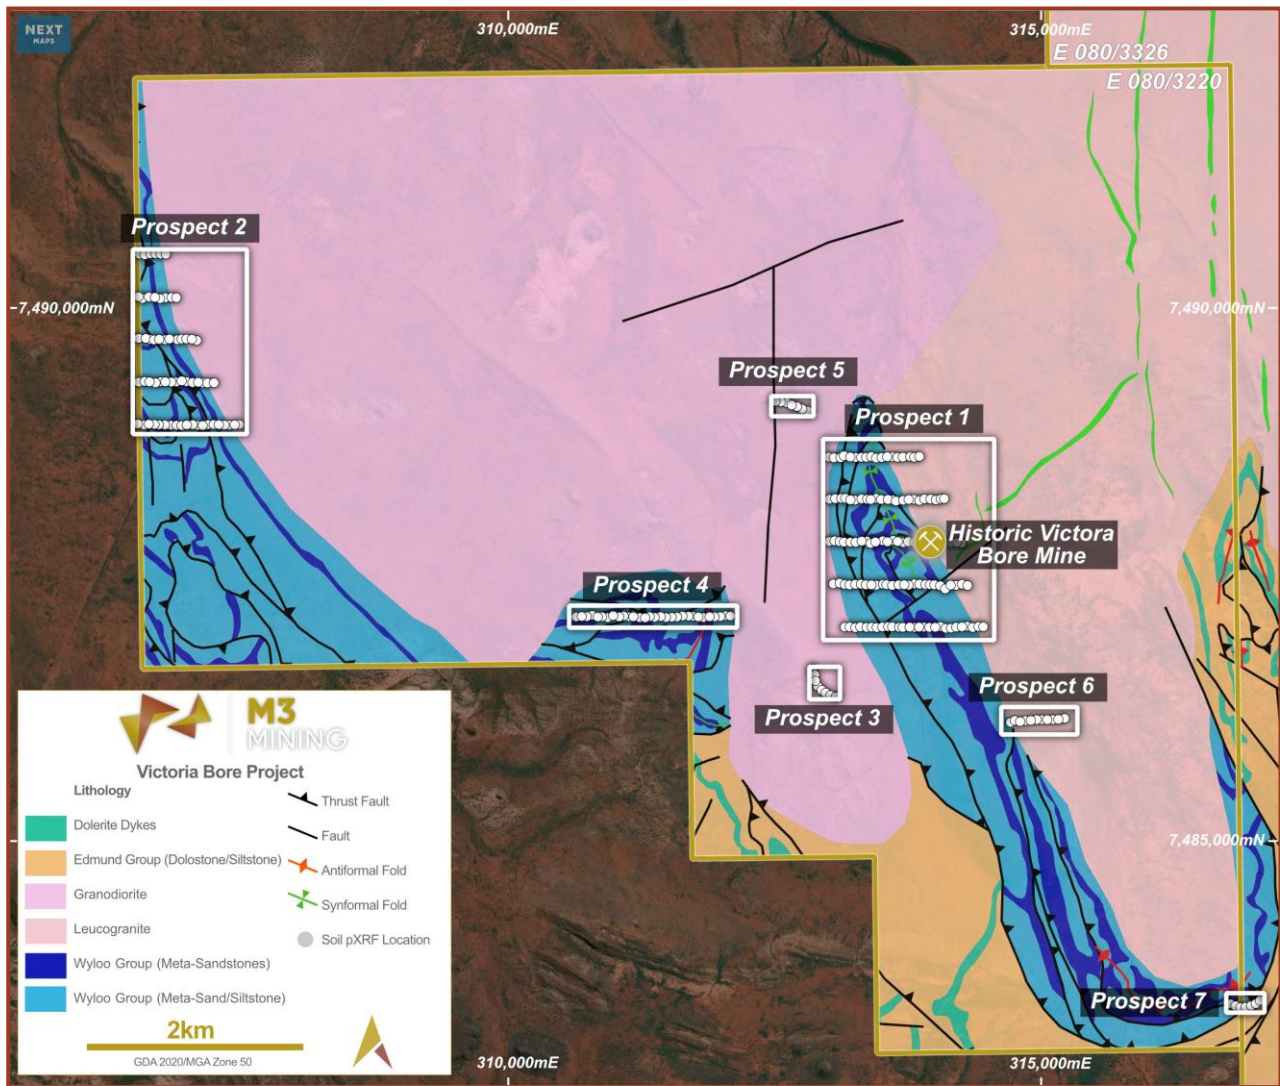 NEXT
MAPS
310,000mE
315,000mE
E 080/3326
E 080/3220
Prospect 2
7,490,000mN
7,490,000mN
Prospect 5
Prospect 1
Historic Victora
Bore Mine
Prospect 4
Prospect 6
Prospect 3
M3
MINING
Victoria Bore Project
Lithology
Dolerite Dykes
Edmund Group (Dolostone/Siltstone)
Granodiorite
Leucogranite
Wyloo Group (Meta-Sandstones)
Wyloo Group (Meta-Sand/Siltstone)
Thrust Fault
Fault
Antiformal Fold
Synformal Fold
Soil pXRF Location
2km
GDA 2020/MGA Zone 50
7,485,000mN
Prospect 7
310,000mE
315,000mE